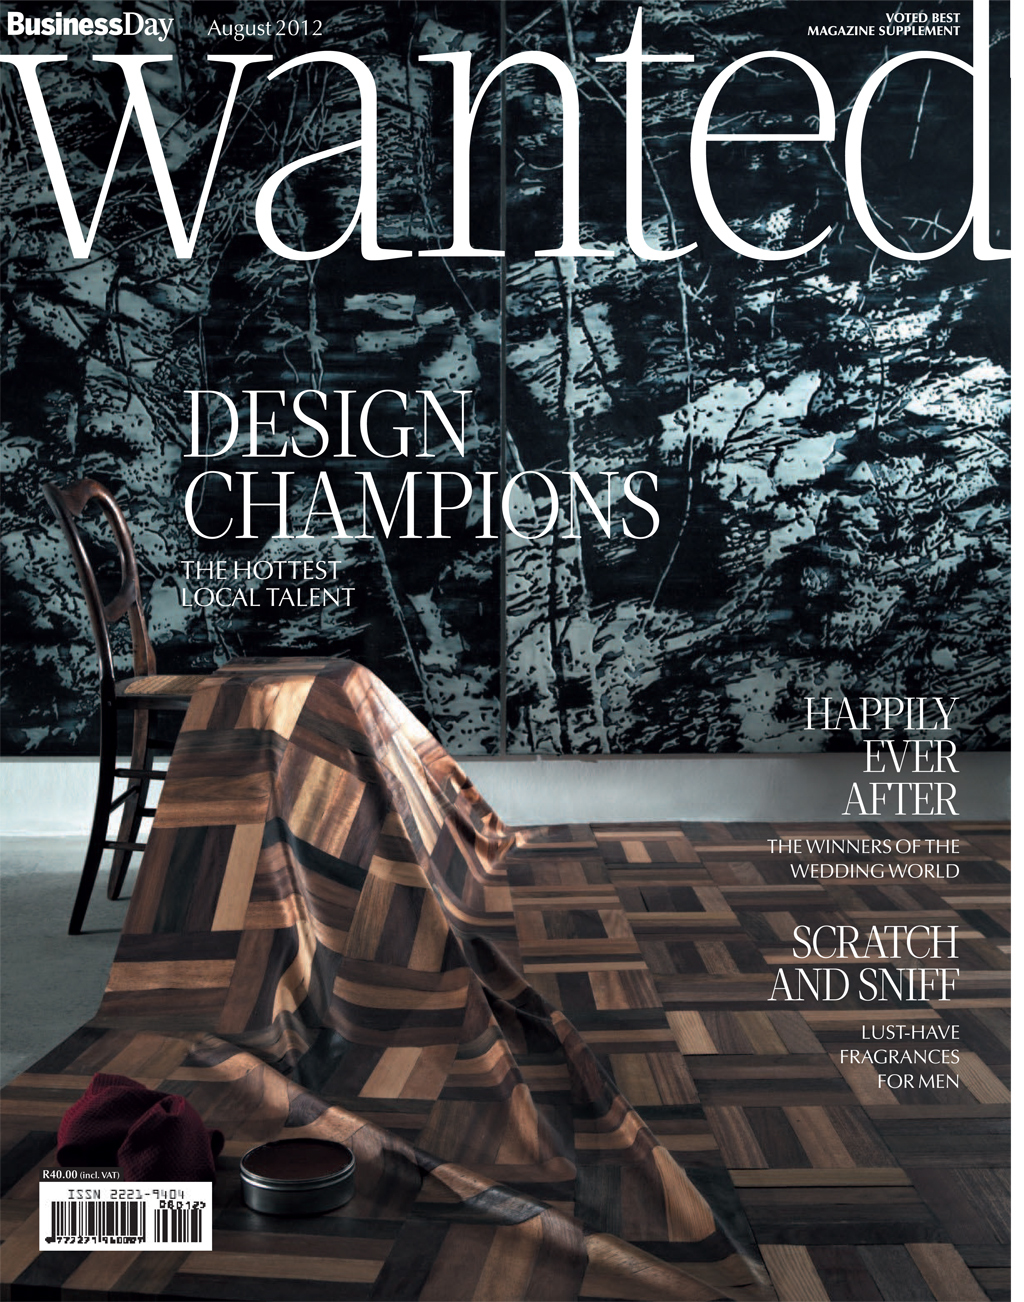 BusinessDay
August 2012
VOTED BEST
MAGAZINE SUPPLEMENT
wanted
DESIGN
CHAMPIONS
THE HOTTEST
LOCAL TALENT
HAPPILY
EVER
AFTER
THE WINNERS OF THE
WEDDING WORLD
SCRATCH
AND SNIFF
LUST-HAVE
FRAGRANCES
FOR MEN
R40.00 (incl. VAT)
ISSN 2221-9404